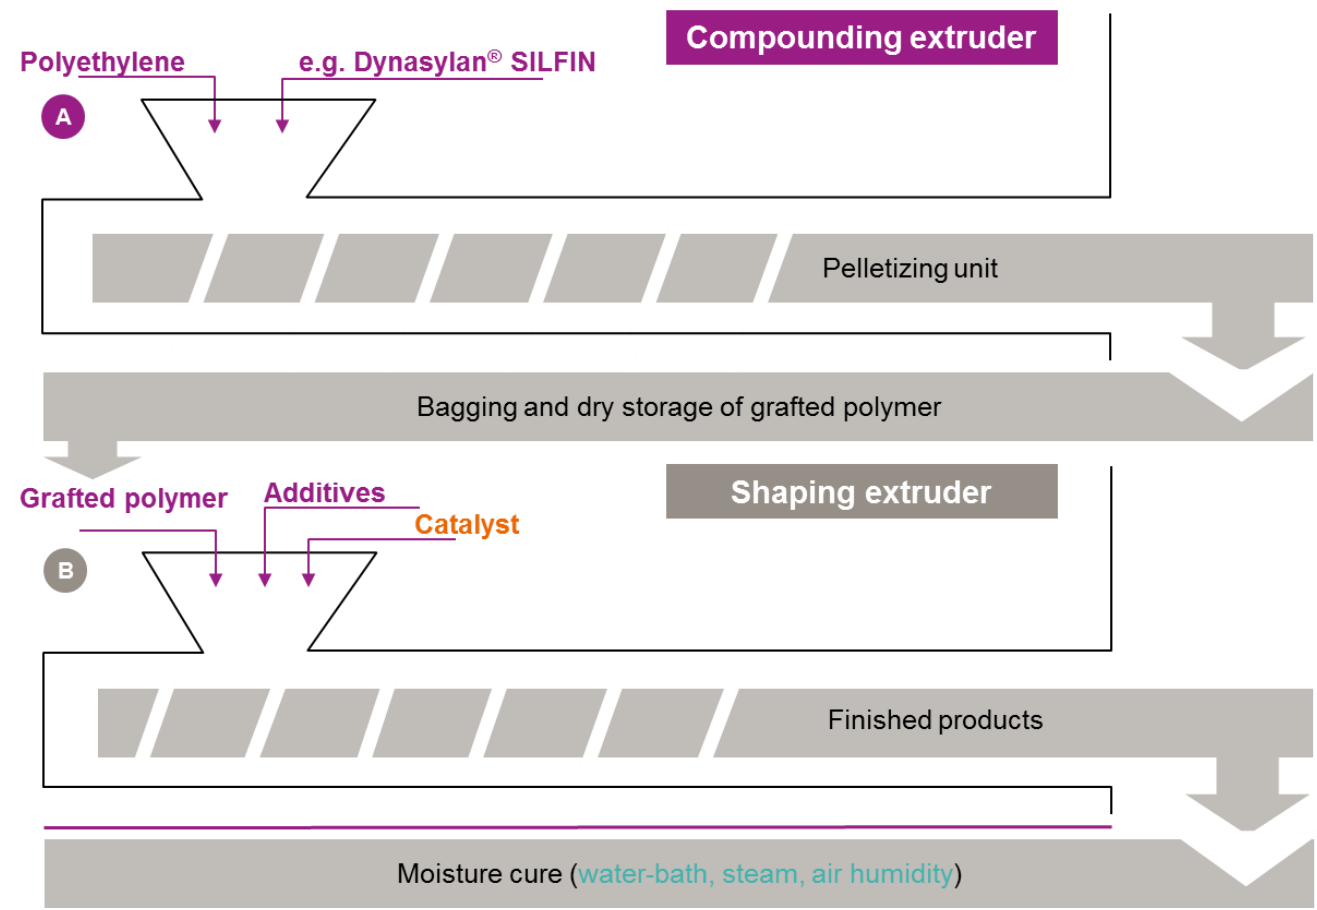 Compounding extruder
Polyethylene
e.g. Dynasylan® SILFIN
A
Pelletizing unit
Bagging and dry storage of grafted polymer
Shaping extruder
Grafted polymer
Additives
Catalyst
B
Finished products
Moisture cure (water-bath, steam, air humidity)